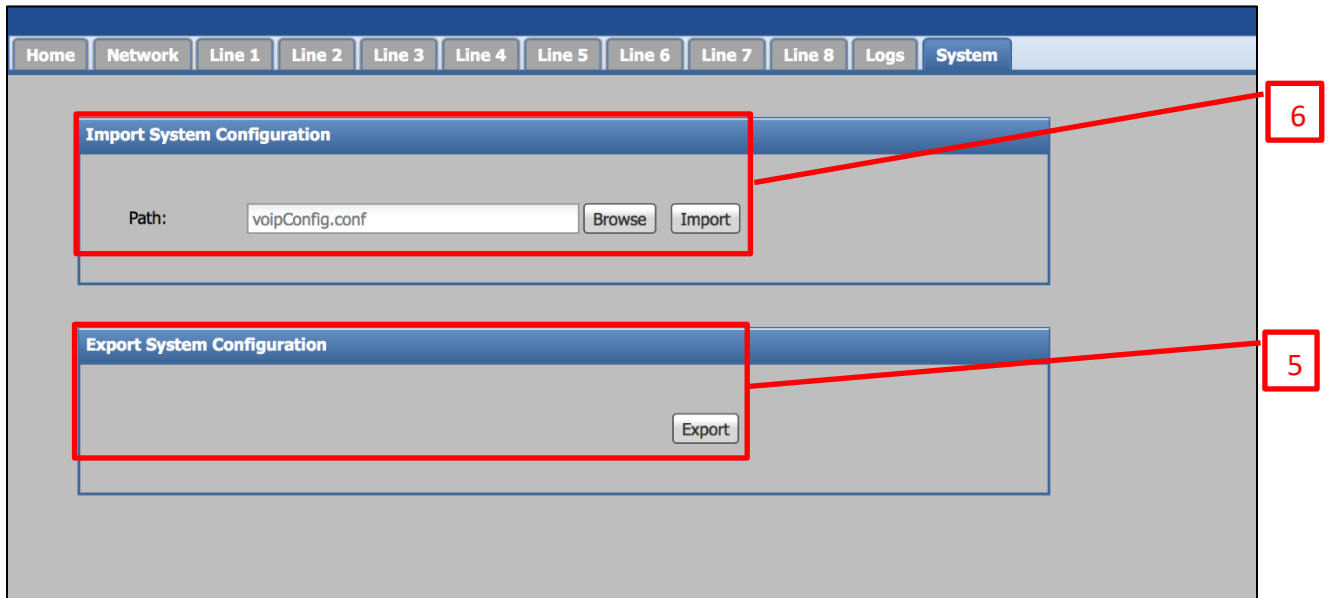 Home Network Line 1 Line 2 Line 3 Line 4 Line 5 Line 6 Line 7 Line 8 Logs System
6
Import System Configuration
Path: voipConfig.conf Browse Import
5
Export System Configuration
Export